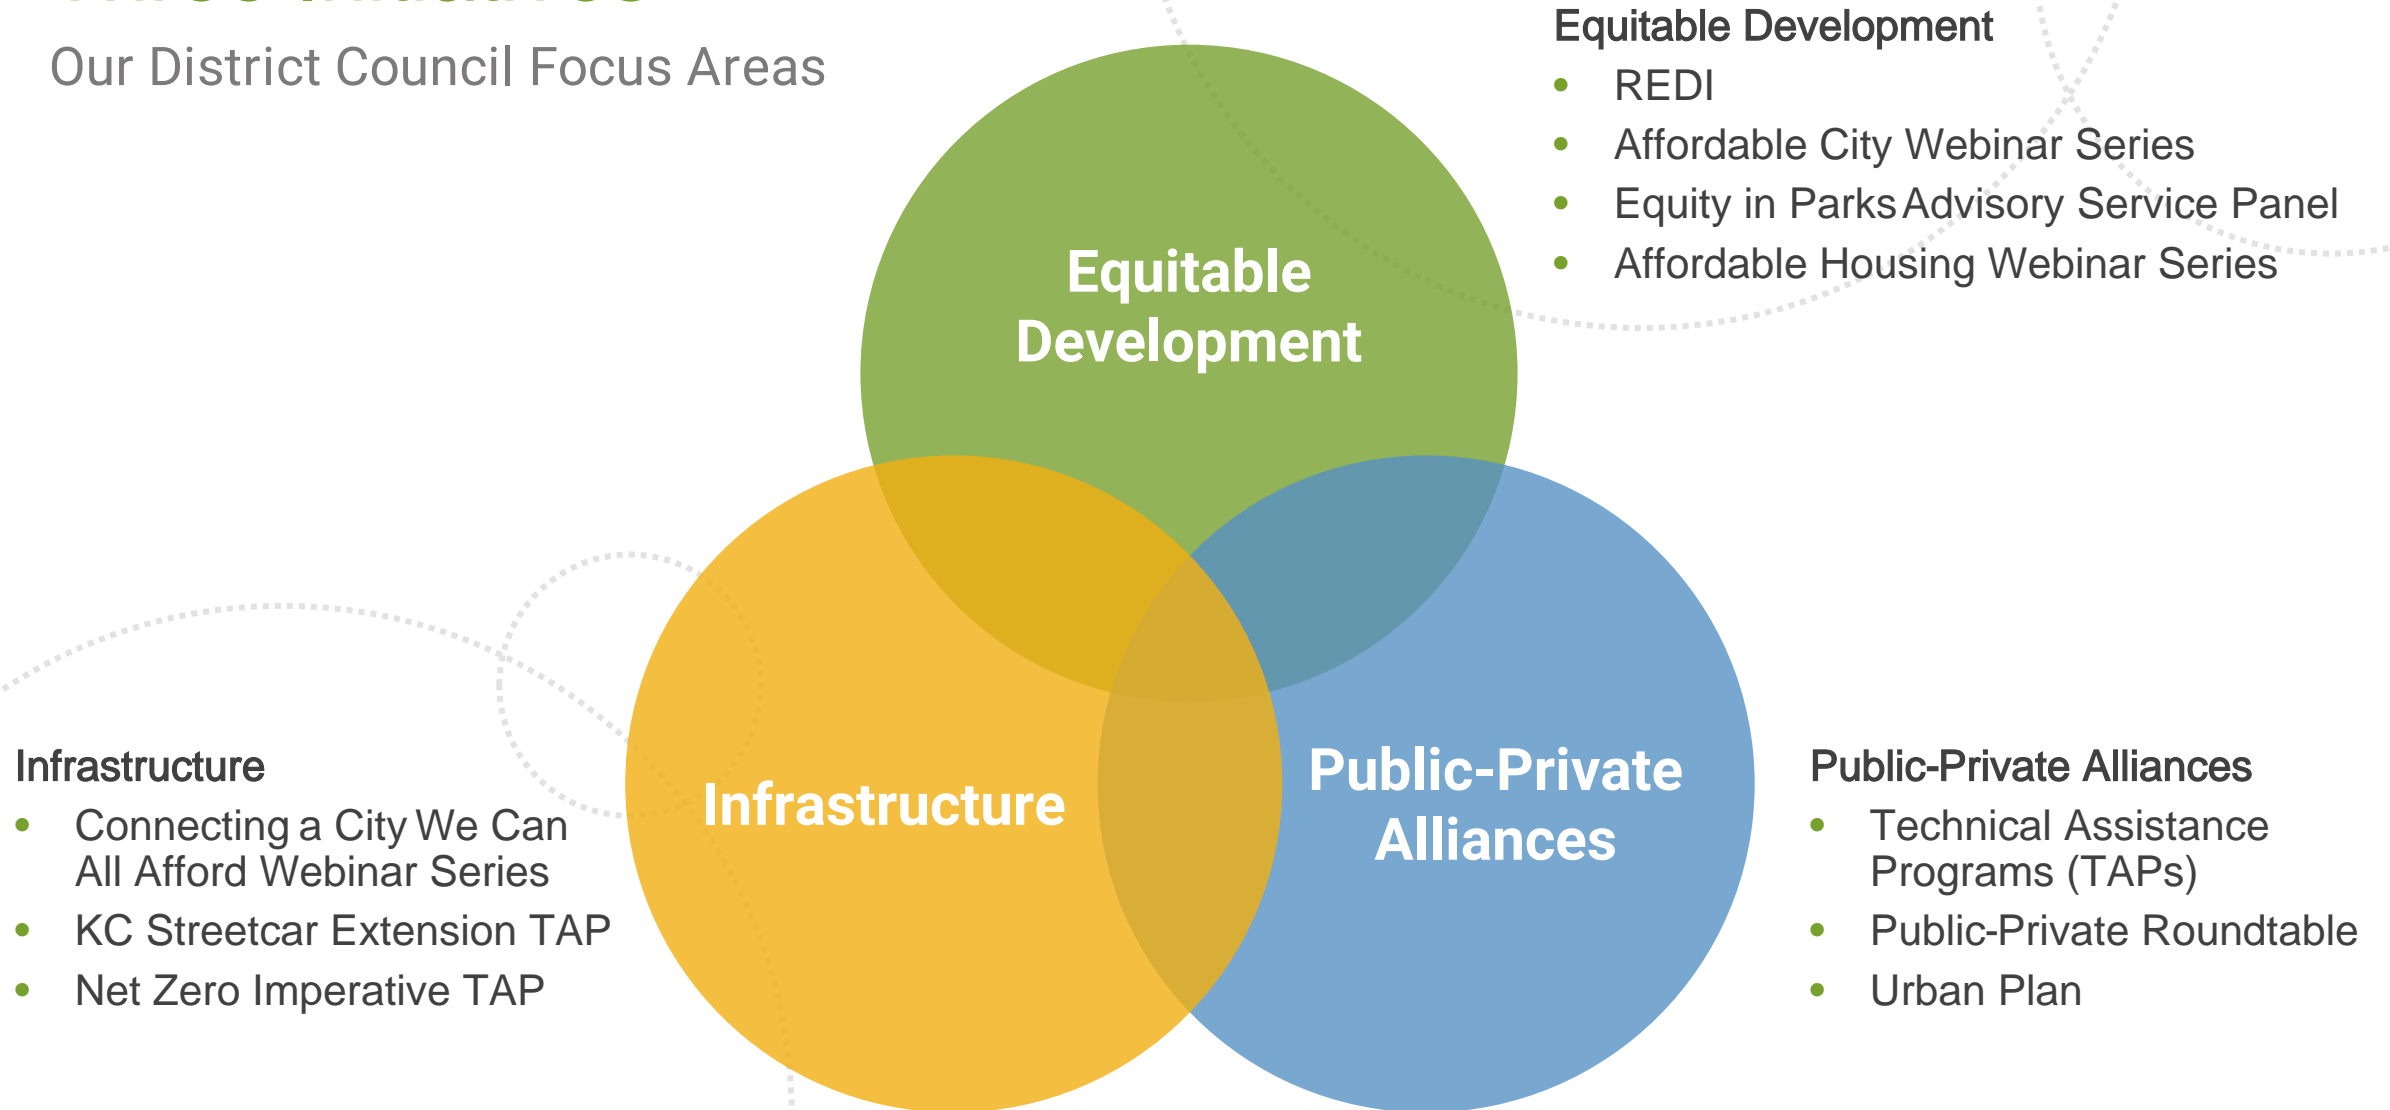 Our District Council Focus Areas
Equitable Development
• REDI
• Affordable City Webinar Series
• Equity in Parks Advisory Service Panel
• Affordable Housing Webinar Series
Equitable
Development
Infrastructure
• Connecting a City We Can
All Afford Webinar Series
• KC Streetcar Extension TAP
• Net Zero Imperative TAP
Infrastructure
Public-Private
Alliances
Public-Private Alliances
• Technical Assistance
Programs (TAPs)
• Public-Private Roundtable
• Urban Plan